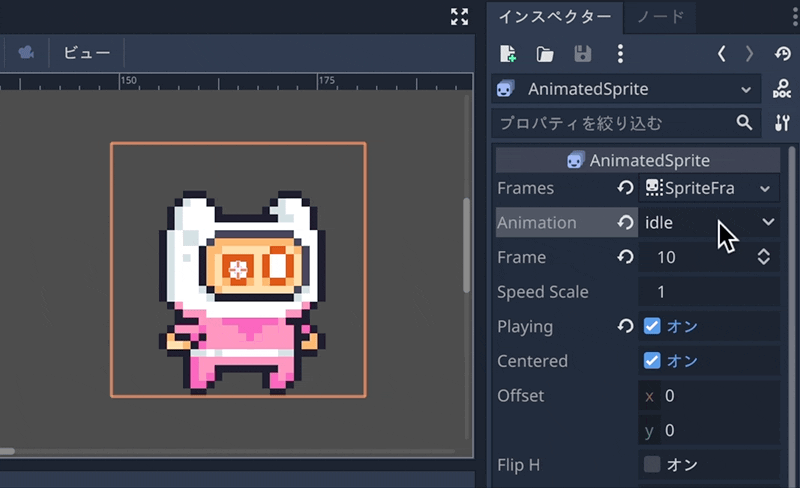 インスペクター ノード
ビュー
150 175
AnimatedSprite
DOC
プロパティを絞り込む
AnimatedSprite
Frames SpriteFra
Animation idle
Frame 10
Speed Scale 1
Playing オン
Centered オン
Offset x 0
y 0
Flip H オン